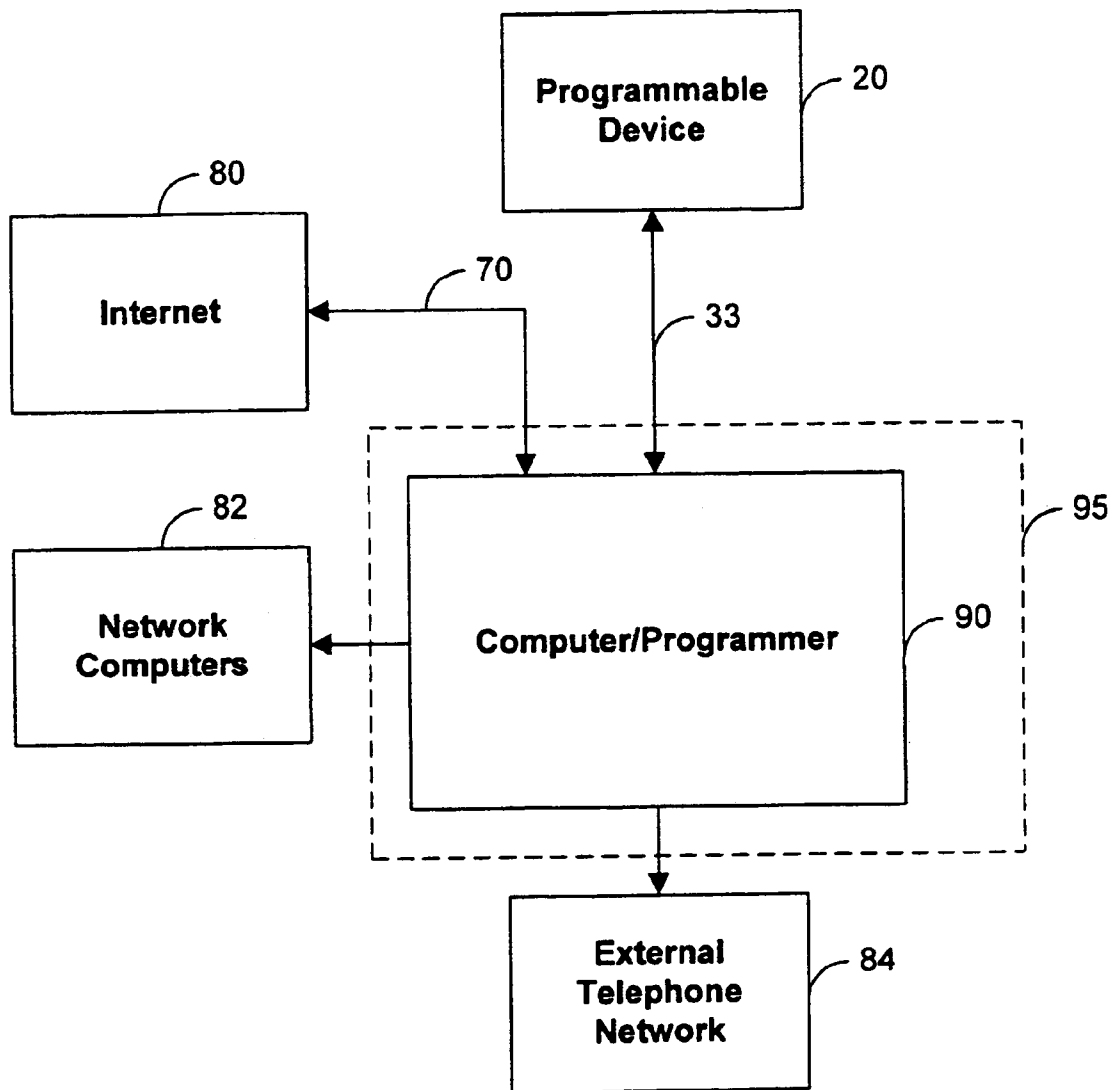 Programmable
Device
20
80
Internet
70
33
82
Network
Computers
95
Computer/Programmer
90
External
Telephone
Network
84